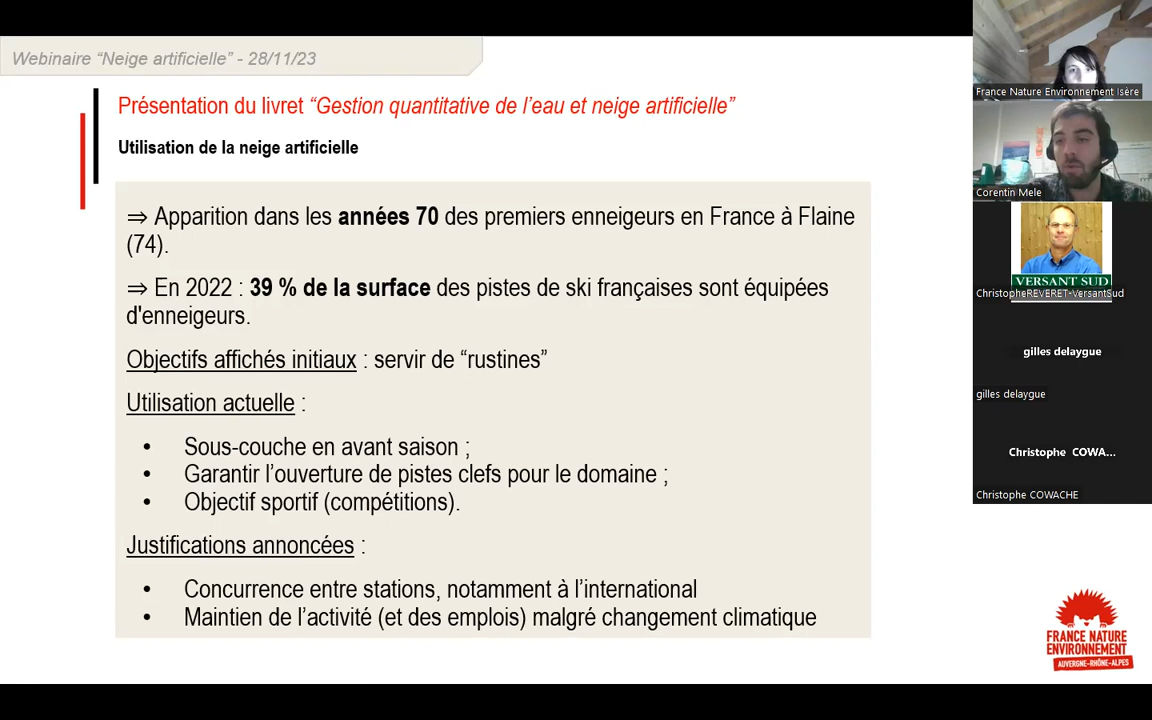 Webinaire “Neige artificielle” - 28/11/23
Présentation du livret “Gestion quantitative de l’eau et neige artificielle”
Utilisation de la neige artificielle
⇒ Apparition dans les années 70 des premiers enneigeurs en France à Flaine
(74).
⇒ En 2022 : 39 % de la surface des pistes de ski françaises sont équipées
d'enneigeurs.
Objectifs affichés initiaux : servir de “rustines”
Utilisation actuelle :
• Sous-couche en avant saison ;
• Garantir l’ouverture de pistes clefs pour le domaine ;
• Objectif sportif (compétitions).
Justifications annoncées :
• Concurrence entre stations, notamment à l’international
• Maintien de l’activité (et des emplois) malgré changement climatique
France Nature Environnement Isère
Corentin Mele
VERSANT SUD
ChristopheREVERET-VersantSud
gilles delaygue
gilles delaygue
Christophe COWA...
Christophe COWACHE
FRANCE NATURE
ENVIRONNEMENT
AUVERGNE-RHÔNE-ALPES